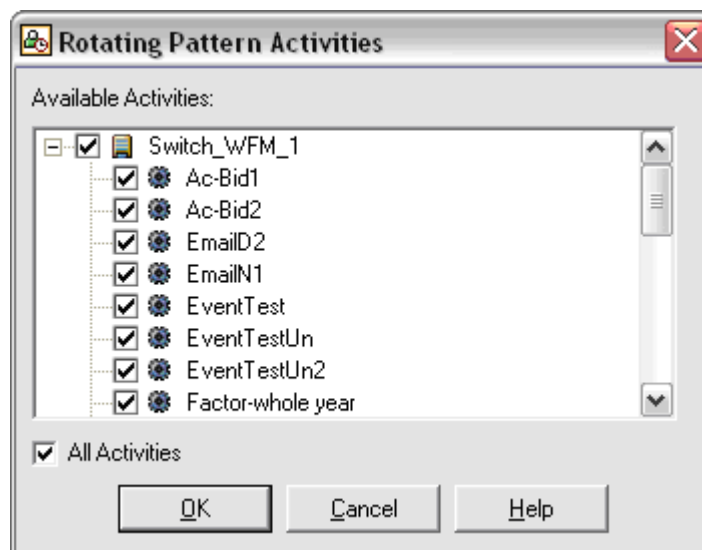 Rotating Pattern Activities
Available Activities:
Switch_WFM_1
Ac-Bid1
Ac-Bid2
EmailD2
EmailN1
EventTest
EventTestUn
EventTestUn2
Factor-whole year
All Activities
OK Cancel Help